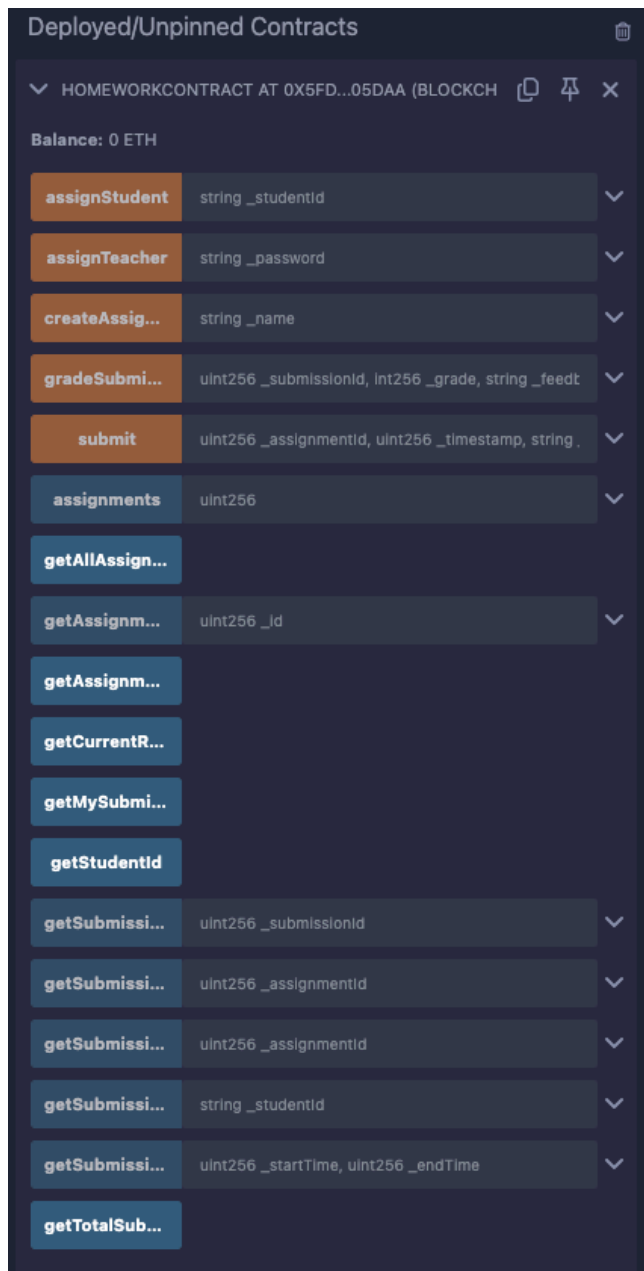 Deployed/Unpinned Contracts
HOMEWORKCONTRACT AT 0X5FD...05DAA (BLOCKCH
Balance: 0 ETH
assignStudent string _studentId
assignTeacher string _password
createAssig... string _name
gradeSubmi... uint256 _submissionId, int256 _grade, string _feedb
submit uint256 _assignmentId, uint256 _timestamp, string _
assignments uint256
getAllAssign...
getAssignm... uint256 _id
getAssignm...
getCurrentR...
getMySubmi...
getStudentId
getSubmissi... uint256 _submissionId
getSubmissi... uint256 _assignmentId
getSubmissi... uint256 _assignmentId
getSubmissi... string _studentId
getSubmissi... uint256 _startTime, uint256 _endTime
getTotalSub...